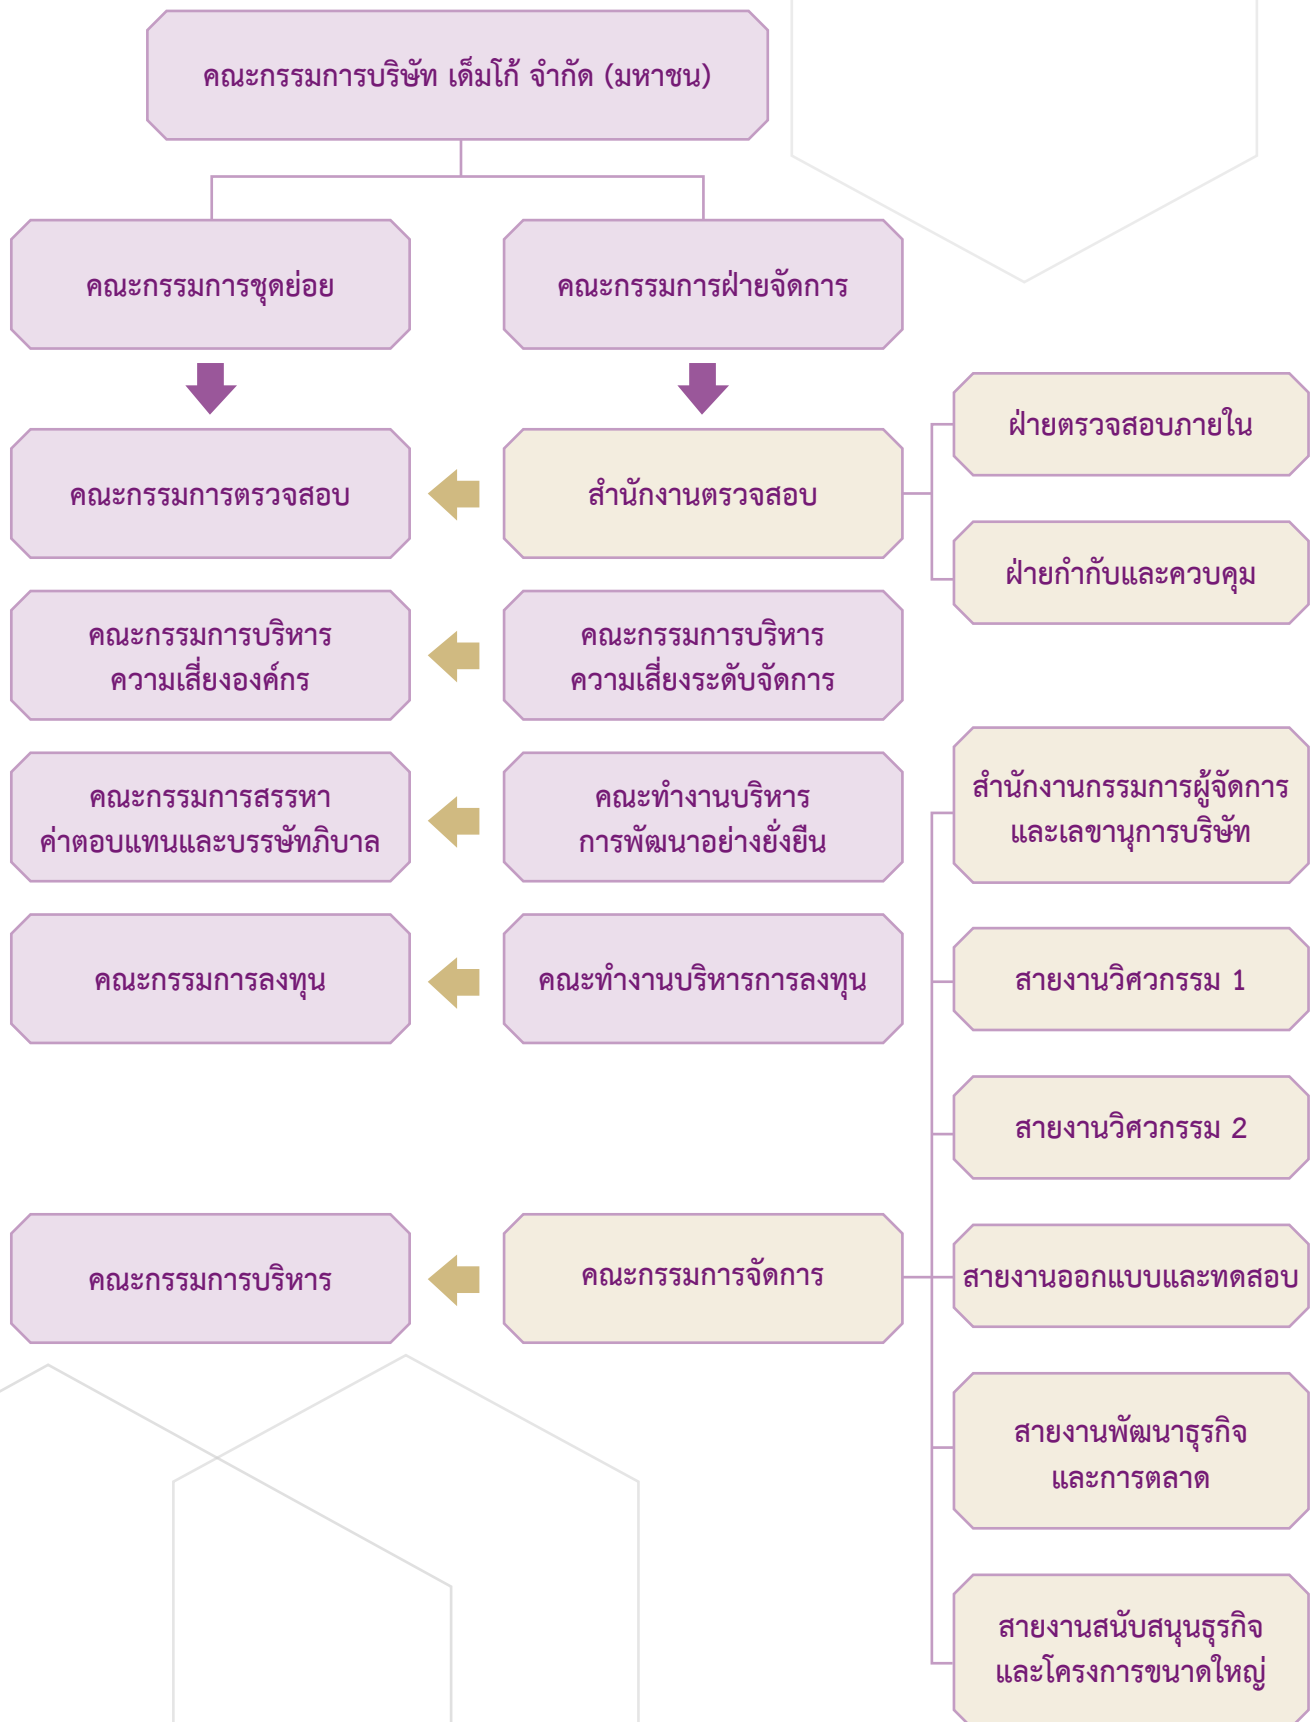 คณะกรรมการบริษัท เด็มโก้ จำกัด (มหาชน)
คณะกรรมการชุดย่อย
คณะกรรมการฝ่ายจัดการ
คณะกรรมการตรวจสอบ
สำนักงานตรวจสอบ
ฝ่ายตรวจสอบภายใน
ฝ่ายกำกับและควบคุม
คณะกรรมการบริหาร
ความเสี่ยงองค์กร
คณะกรรมการบริหาร
ความเสี่ยงระดับจัดการ
คณะกรรมการสรรหา
ค่าตอบแทนและบรรษัทภิบาล
คณะทำงานบริหาร
การพัฒนาอย่างยั่งยืน
คณะกรรมการลงทุน
คณะทำงานบริหารการลงทุน
คณะกรรมการบริหาร
คณะกรรมการจัดการ
สำนักงานกรรมการผู้จัดการ
และเลขานุการบริษัท
สายงานวิศวกรรม 1
สายงานวิศวกรรม 2
สายงานออกแบบและทดสอบ
สายงานพัฒนาธุรกิจ
และการตลาด
สายงานสนับสนุนธุรกิจ
และโครงการขนาดใหญ่